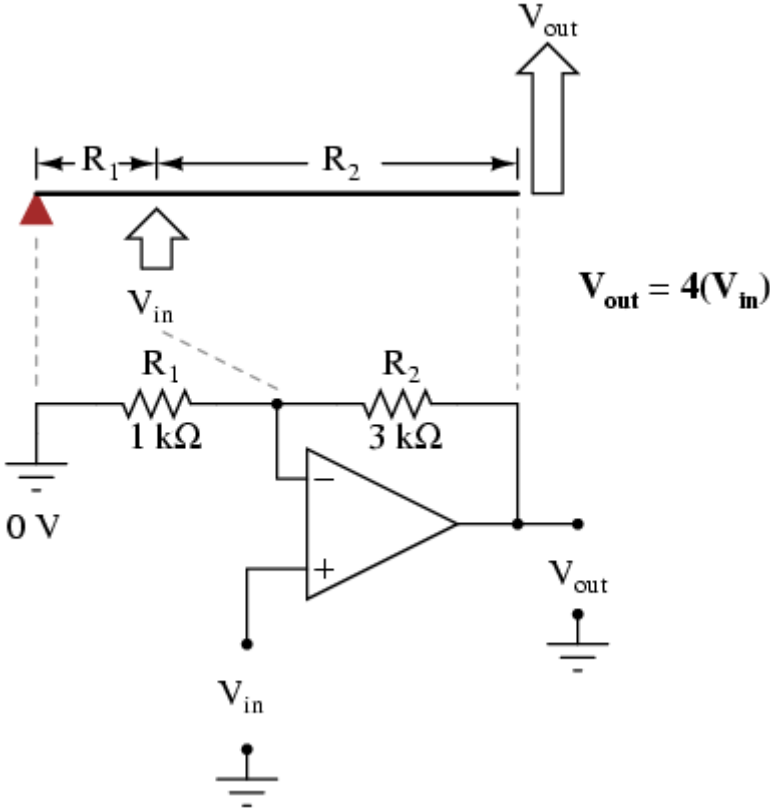 Vout
R1
R2
Vin
Vout = 4(Vin)
R1
R2
1 kΩ
3 kΩ
−
0 V
+
Vout
Vin